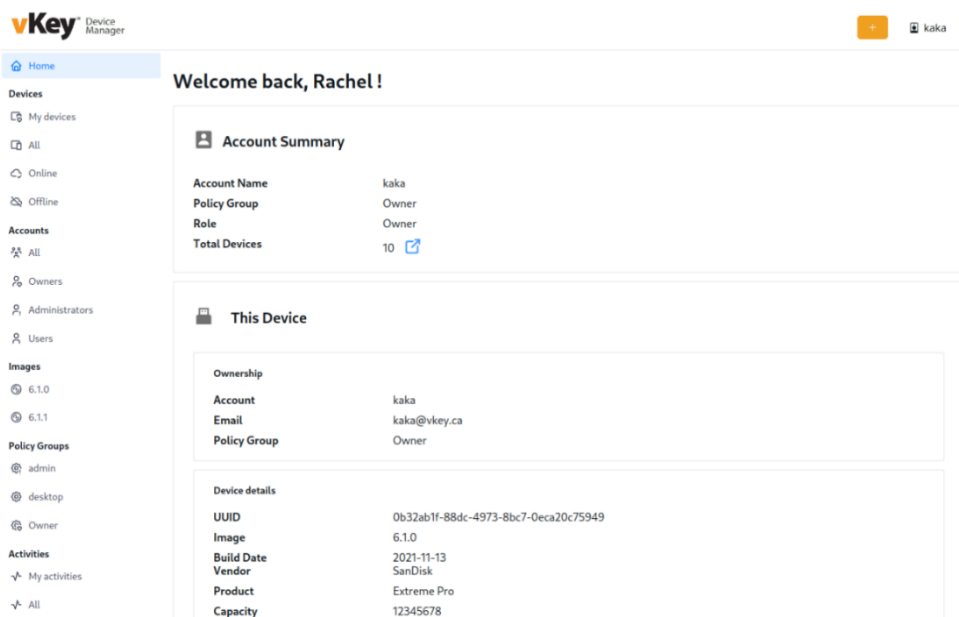 vKey Device Manager
+
kaka
Home
Devices
My devices
All
Online
Offline
Accounts
All
Owners
Administrators
Users
Images
6.1.0
6.1.1
Policy Groups
admin
desktop
Owner
Activities
My activities
All
Welcome back, Rachel !
Account Summary
Account Name kaka
Policy Group Owner
Role Owner
Total Devices 10
This Device
Ownership
Account kaka
Email kaka@vkey.ca
Policy Group Owner
Device details
UUID 0b32ab1f-88dc-4973-8bc7-0eca20c75949
Image 6.1.0
Build Date 2021-11-13
Vendor SanDisk
Product Extreme Pro
Capacity 12345678